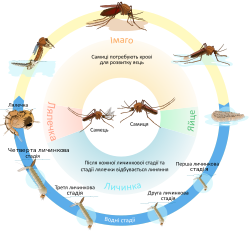 Імаго
Самиці потребують крові
для розвитку яєць
Лялечка
Лялечка
Яйце
Самець
Самиця
Четверта личинкова
стадія
Після кожної личинкової стадії та
стадії лялечки відбувається линяння
Перша личинкова
стадія
Личинка
Третя личинкова
стадія
Друга личинкова
стадія
Водні стадії